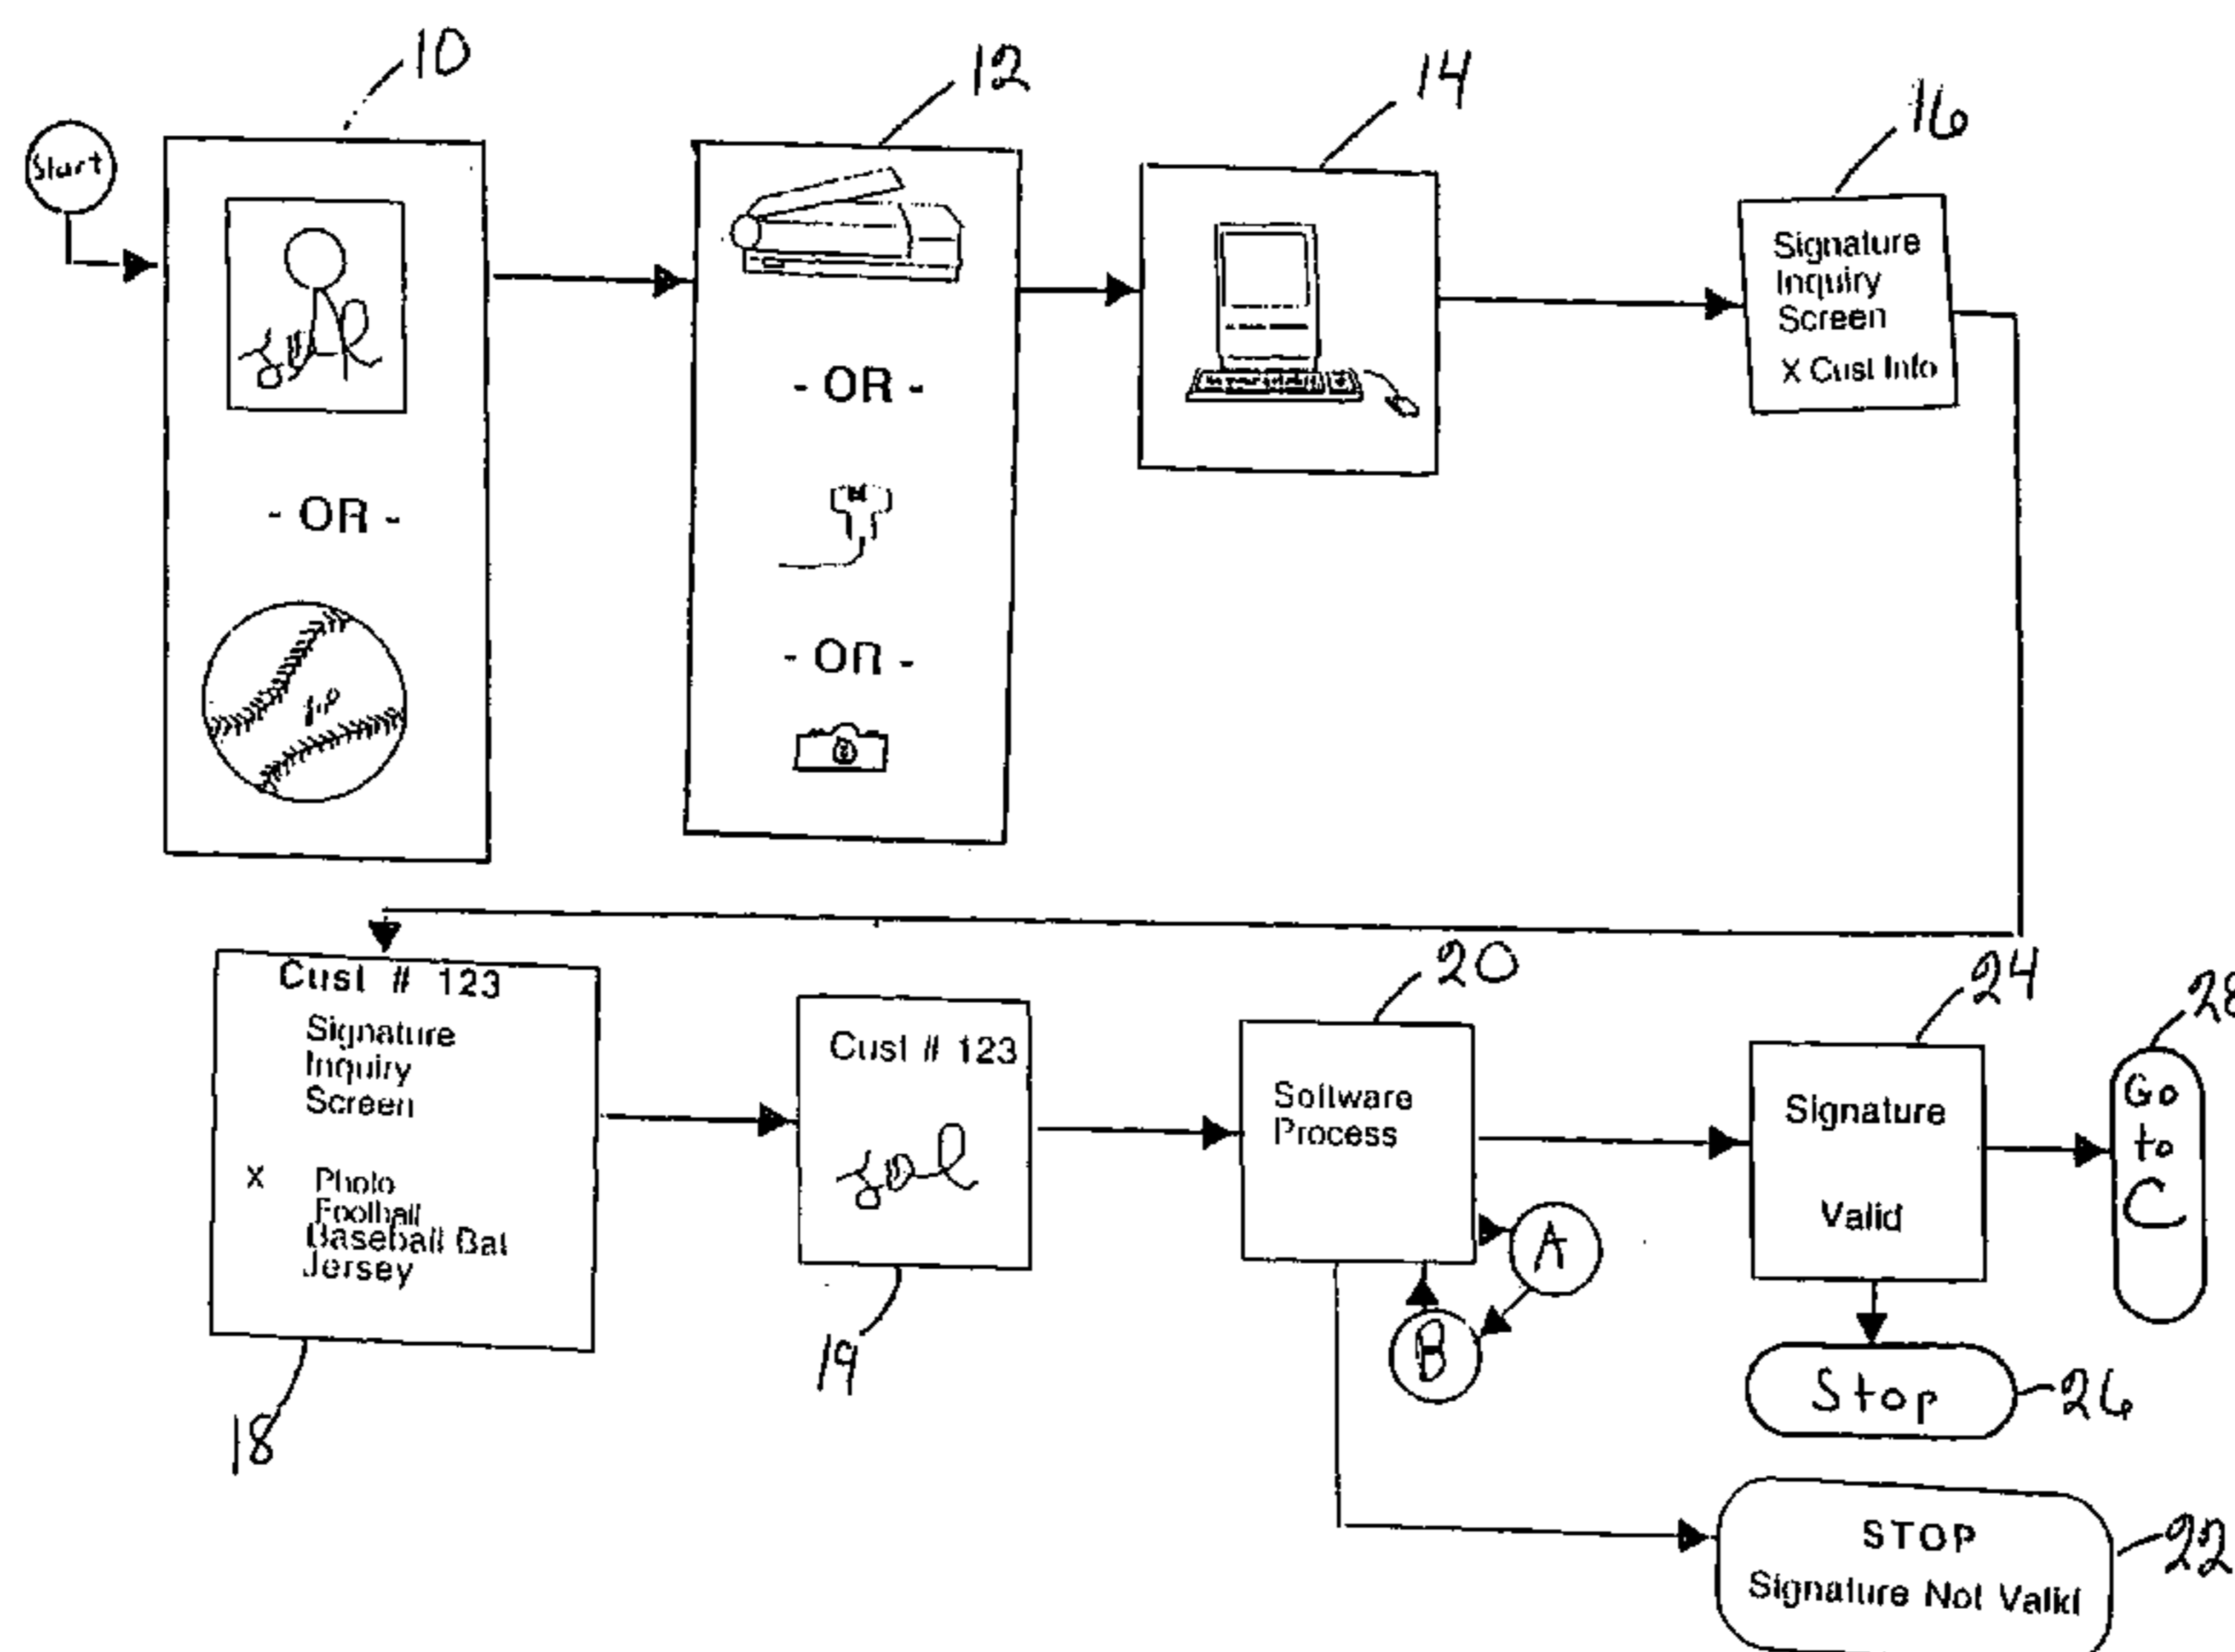 10
12
14
16
Start
Signature
Inquiry
Screen
X Cust Info
- OR -
- OR -
- OR -
20
24
28
Cust # 123
Signature
Inquiry
Screen
X Photo
Football
Baseball Bat
Jersey
Cust # 123
Joel
Software
Process
Signature
Valid
Go
to
C
A
B
Stop
26
19
18
STOP
Signature Not Valid
22